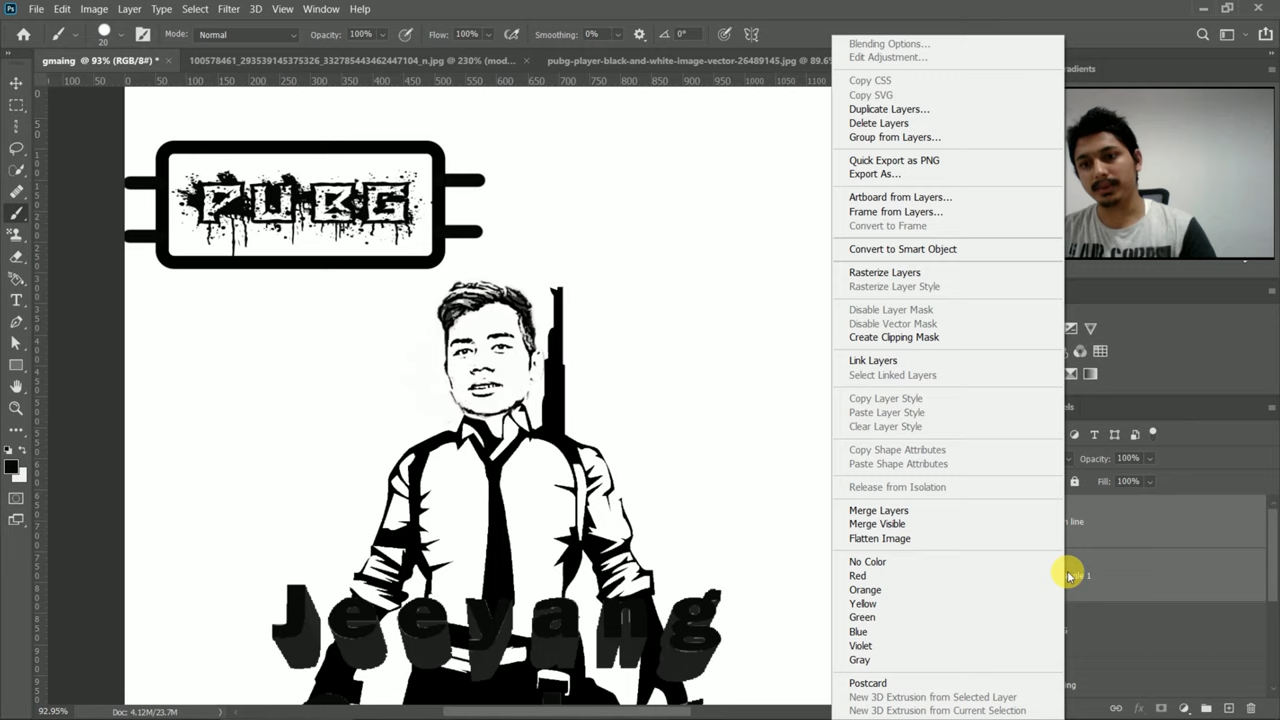 File Edit Image Layer Type Select Filter 3D View Window Help
20 Mode: Normal Opacity: 100% Flow: 100% Smoothing: 0% 0°
gmaing @ 93% (RGB/8#) * 100578461_293539145375326_332785443462447104_n.jpg @ 230% (mod... pubg-player-black-and-white-image-vector-26489145.jpg @ 89.6
PUBG
Jeeyang
Blending Options...
Edit Adjustment...
Copy CSS
Copy SVG
Duplicate Layers...
Delete Layers
Group from Layers...
Quick Export as PNG
Export As...
Artboard from Layers...
Frame from Layers...
Convert to Frame
Convert to Smart Object
Rasterize Layers
Rasterize Layer Style
Disable Layer Mask
Disable Vector Mask
Create Clipping Mask
Link Layers
Select Linked Layers
Copy Layer Style
Paste Layer Style
Clear Layer Style
Copy Shape Attributes
Paste Shape Attributes
Release from Isolation
Merge Layers
Merge Visible
Flatten Image
No Color
Red
Orange
Yellow
Green
Blue
Violet
Gray
Postcard
New 3D Extrusion from Selected Layer
New 3D Extrusion from Current Selection
Opacity: 100%
Fill: 100%
line
92.95% Doc: 4.12M/23.7M